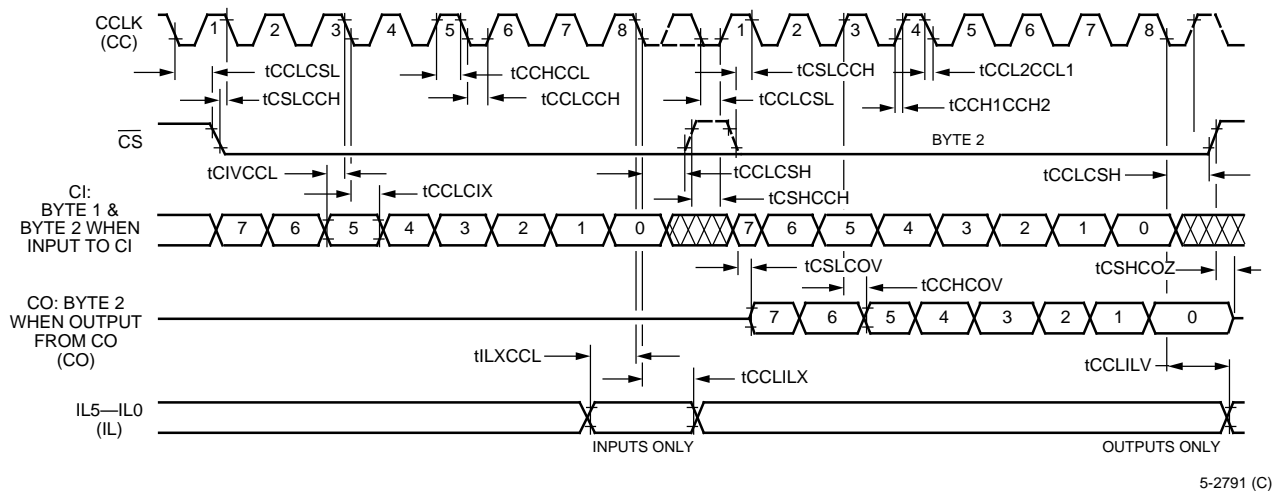 CCLK
(CC)
1 2 3 4 5 6 7 8 1 2 3 4 5 6 7 8
tCCLCSL tCCHCCL tCSLCCH tCCL2CCL1
tCSLCCH tCCLCCH tCCLCSL tCCH1CCH2
CS
BYTE 2
tCIVCCL tCCLCSH tCCLCSH
tCCLCIX tCSHCCH
CI:
BYTE 1 &
BYTE 2 WHEN
INPUT TO CI
7 6 5 4 3 2 1 0 7 6 5 4 3 2 1 0
tCSLCOV tCSHCOZ
tCCHCOV
CO: BYTE 2
WHEN OUTPUT
FROM CO
(CO)
7 6 5 4 3 2 1 0
tILXCCL tCCLILV
tCCLILX
IL5—IL0
(IL)
INPUTS ONLY OUTPUTS ONLY
5-2791 (C)